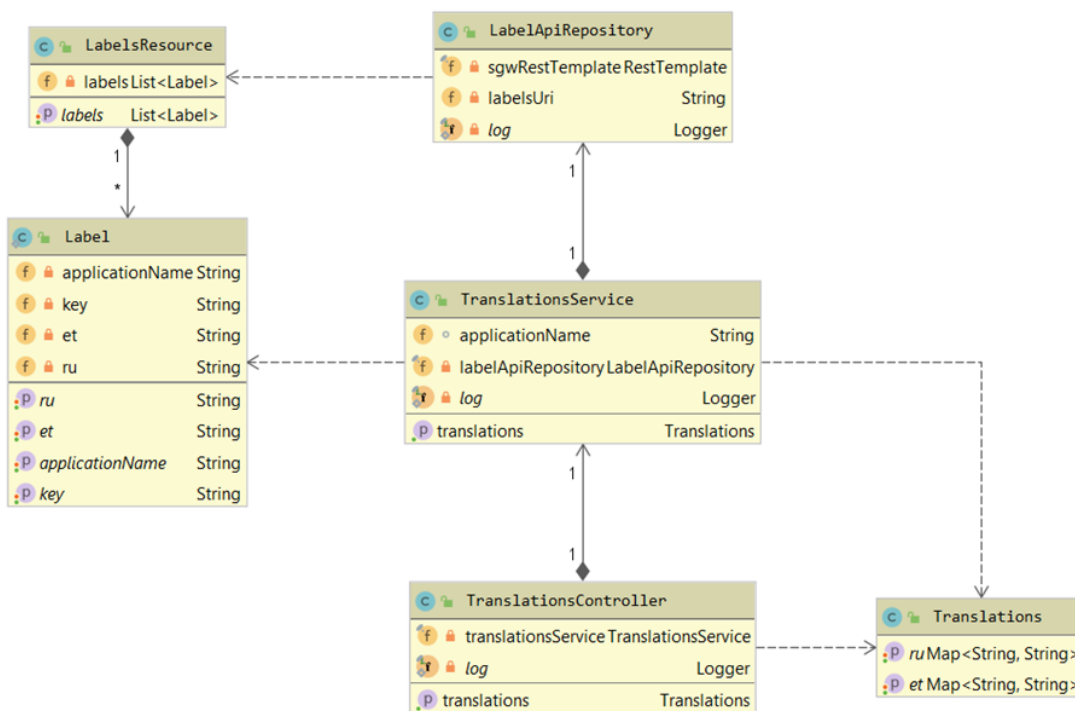 LabelsResource
labels List<Label>
labels List<Label>
1
*
LabelApiRepository
sgwRestTemplate RestTemplate
labelsUri String
log Logger
1
1
Label
applicationName String
key String
et String
ru String
ru String
et String
applicationName String
key String
TranslationsService
applicationName String
labelApiRepository LabelApiRepository
log Logger
translations Translations
1
1
TranslationsController
translationsService TranslationsService
log Logger
translations Translations
Translations
ru Map<String, String>
et Map<String, String>